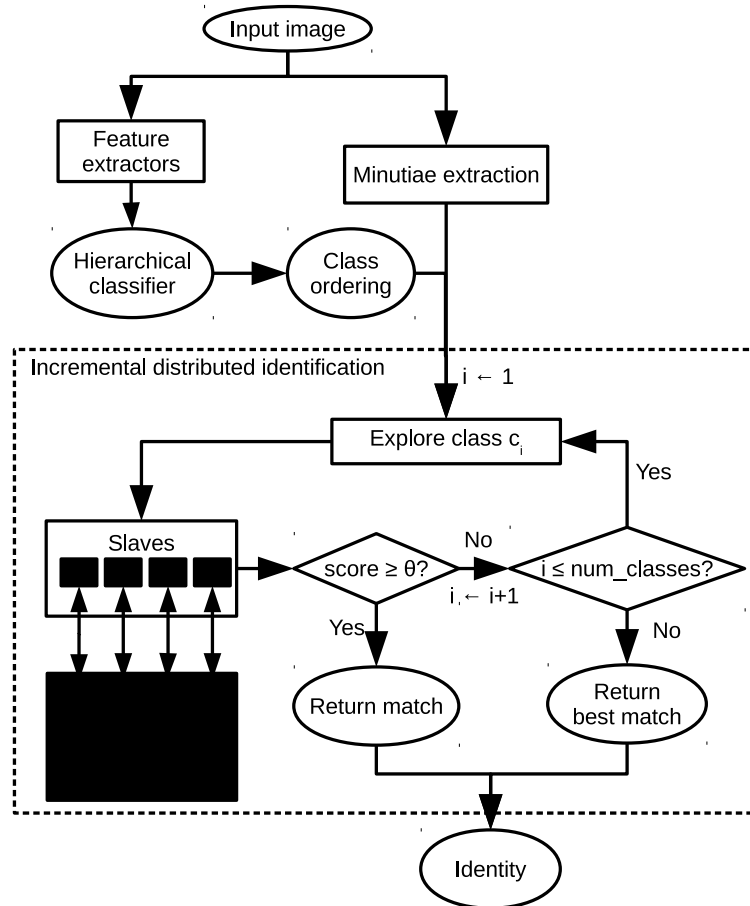 Input image
Feature
extractors
Minutiae extraction
Hierarchical
classifier
Class
ordering
Incremental distributed identification
i ← 1
Explore class c_i
Yes
Slaves
score ≥ θ?
No
i ← i+1
i ≤ num_classes?
Yes
No
Return match
Return
best match
Identity